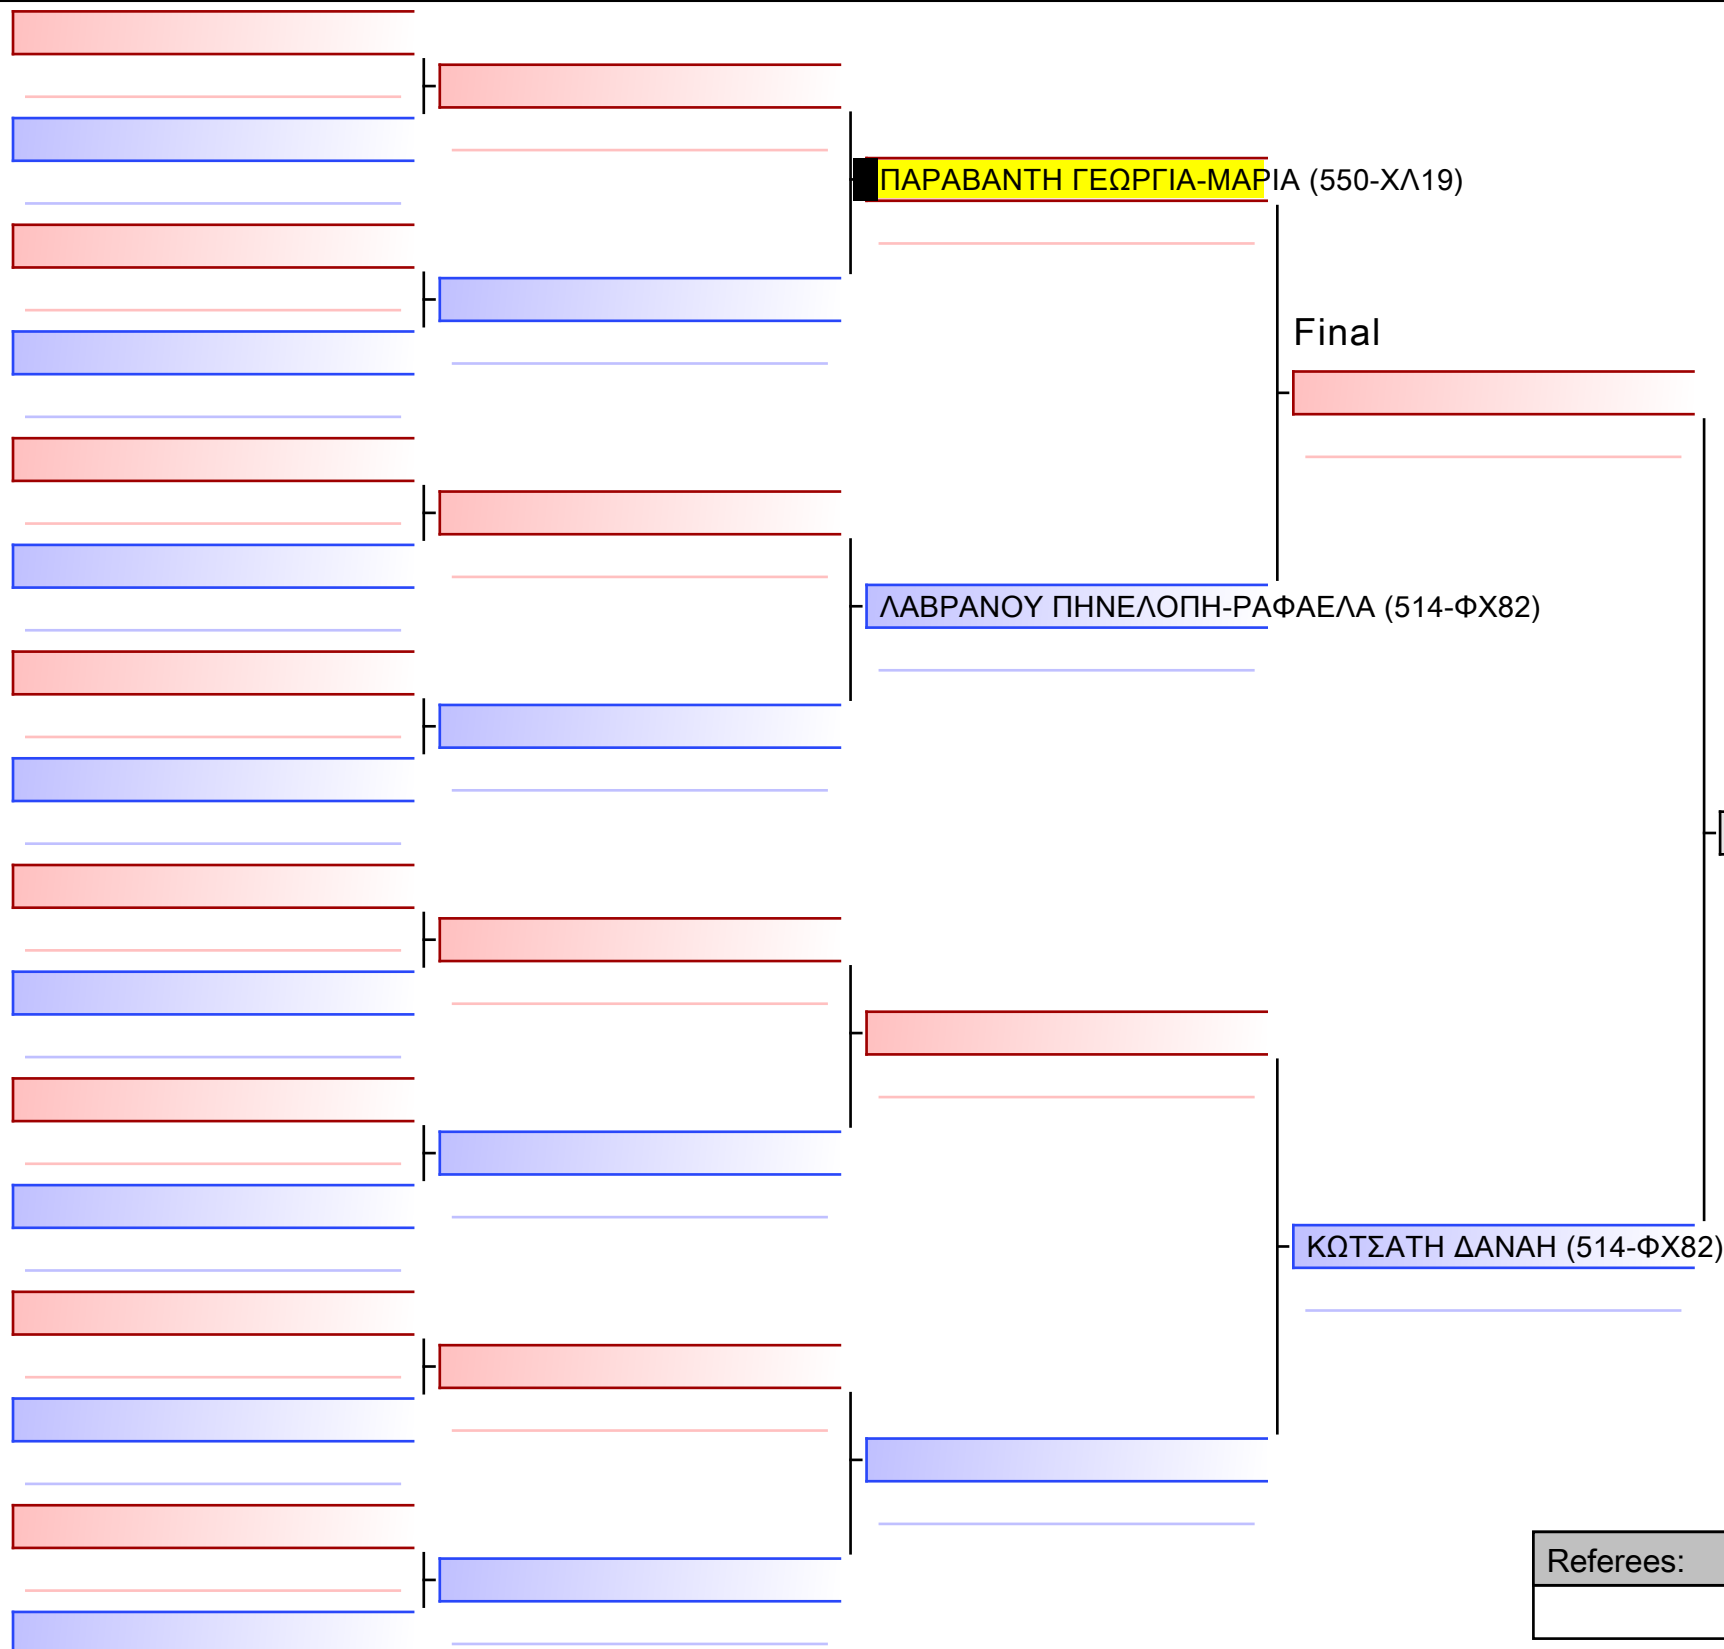 ΠΑΡΑΒΑΝΤΗ ΓΕΩΡΓΙΑ-ΜΑΡΙΑ (550-ΧΛ19)
Final
ΛΑΒΡΑΝΟΥ ΠΗΝΕΛΟΠΗ-ΡΑΦΑΕΛΑ (514-ΦΧ82)
ΚΩΤΣΑΤΗ ΔΑΝΑΗ (514-ΦΧ82)
Referees: